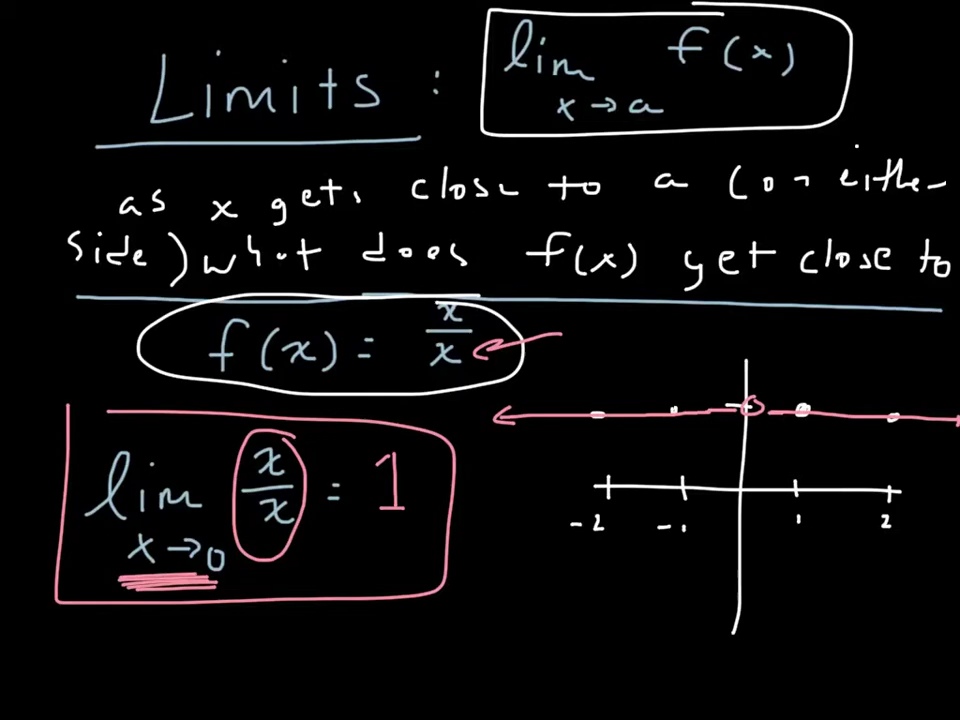 Limits : lim f(x)
x → a
as x gets close to a (on either
side) what does f(x) get close to
f(x) = x/x
lim x/x = 1
x → 0
-2 -1 1 2